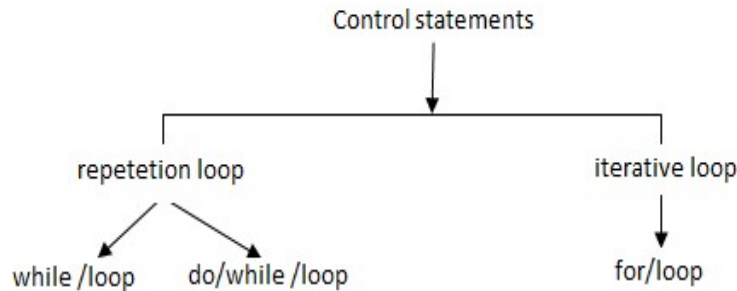 Control statements
repetetion loop
iterative loop
while /loop
do/while /loop
for/loop